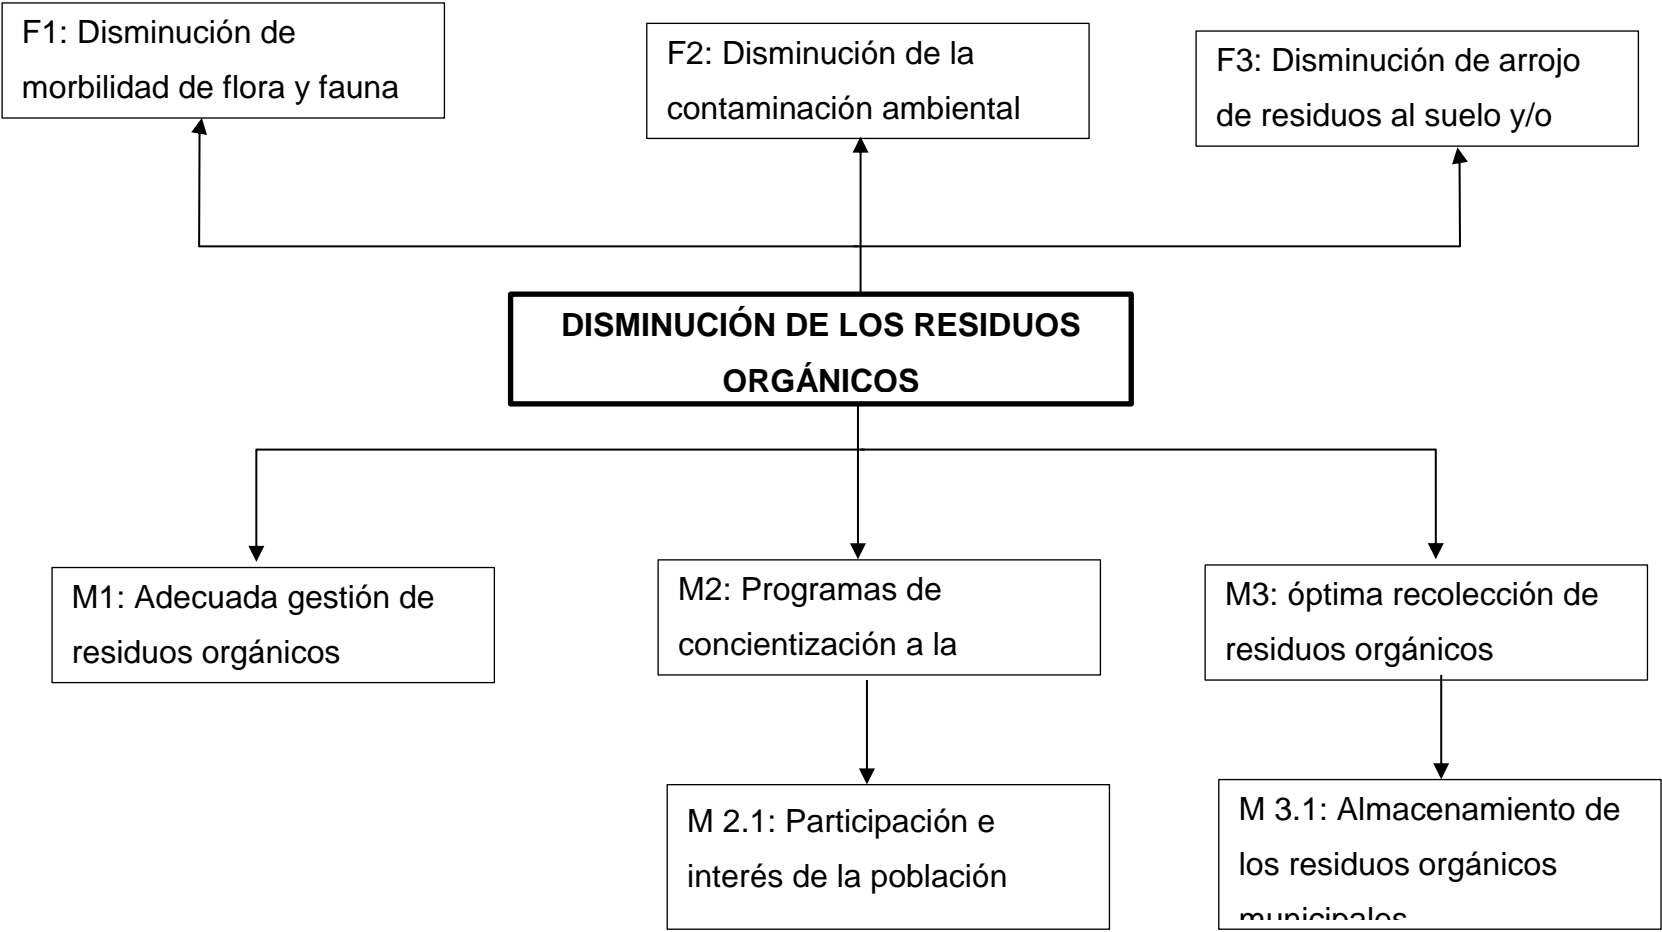 F1: Disminución de
morbilidad de flora y fauna
F2: Disminución de la
contaminación ambiental
F3: Disminución de arrojo
de residuos al suelo y/o
DISMINUCIÓN DE LOS RESIDUOS
ORGÁNICOS
M1: Adecuada gestión de
residuos orgánicos
M2: Programas de
concientización a la
M3: óptima recolección de
residuos orgánicos
M 2.1: Participación e
interés de la población
M 3.1: Almacenamiento de
los residuos orgánicos
municipales